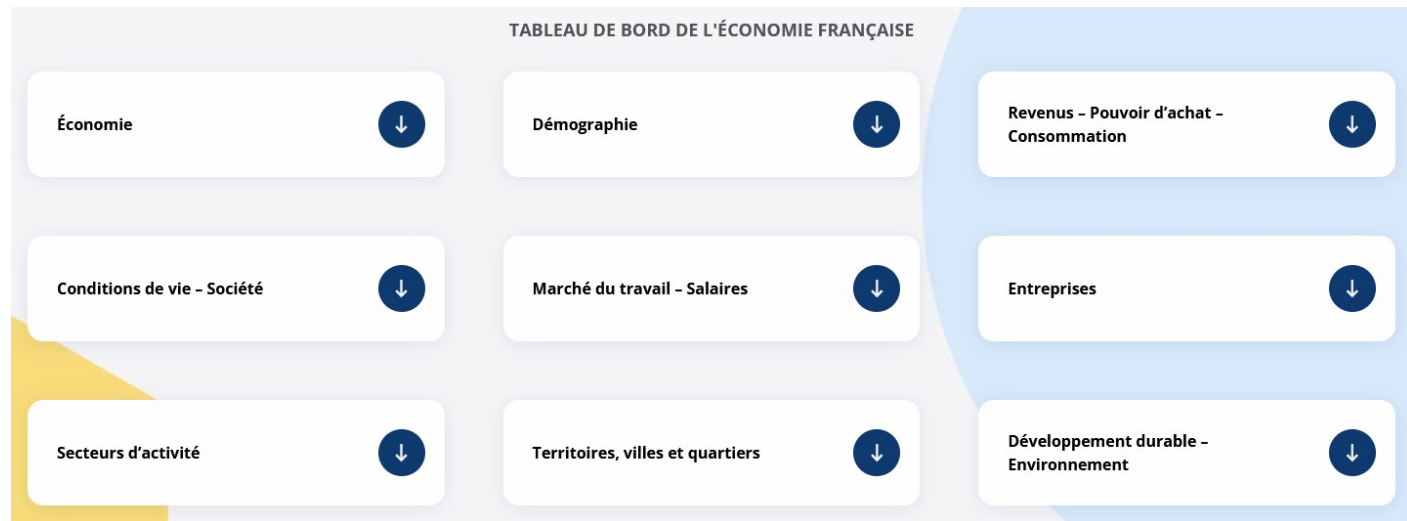 TABLEAU DE BORD DE L'ÉCONOMIE FRANÇAISE
Économie
Démographie
Revenus – Pouvoir d’achat –
Consommation
Conditions de vie – Société
Marché du travail – Salaires
Entreprises
Secteurs d’activité
Territoires, villes et quartiers
Développement durable –
Environnement